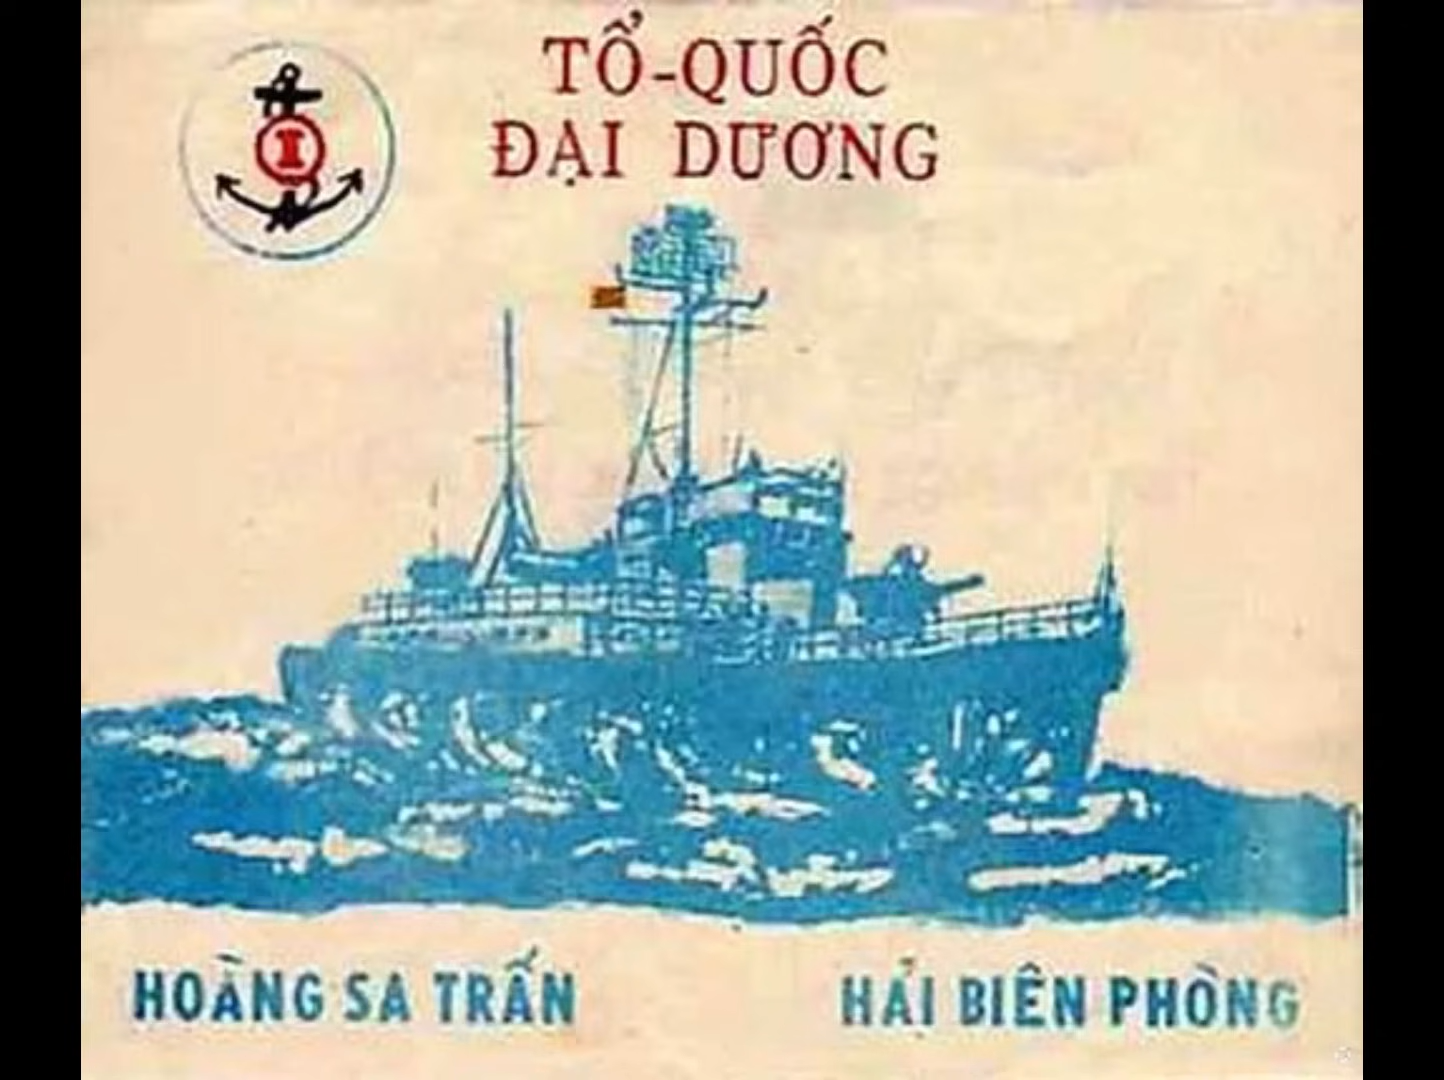 TỔ-QUỐC
ĐẠI DƯƠNG
I
HOÀNG SA TRẤN
HẢI BIÊN PHÒNG